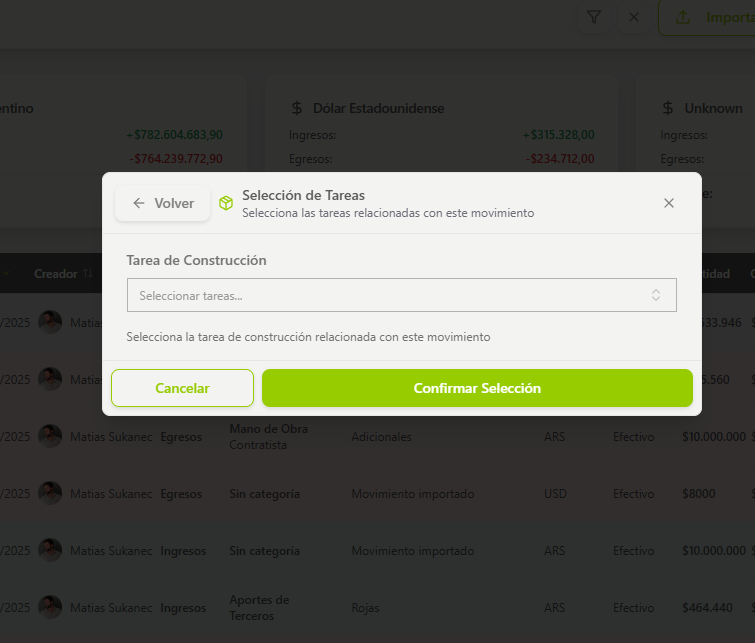 Importa
entino
Dólar Estadounidense
Unknown
+$782.604.683,90
Ingresos:
+$315.328,00
Ingresos:
-$764.239.772,90
Egresos:
-$234.712,00
Egresos:
Volver
Selección de Tareas
Selecciona las tareas relacionadas con este movimiento
e:
Tarea de Construcción
Creador
tidad
Seleccionar tareas...
/2025
Matias
533.946
Selecciona la tarea de construcción relacionada con este movimiento
/2025
Matias
5.560
Cancelar
Confirmar Selección
/2025 Matias Sukanec Egresos Mano de Obra Adicionales ARS Efectivo $10.000.000
Contratista
/2025 Matias Sukanec Egresos Sin categoría Movimiento importado USD Efectivo $8000
/2025 Matias Sukanec Ingresos Sin categoría Movimiento importado ARS Efectivo $10.000.000
/2025 Matias Sukanec Ingresos Aportes de Rojas ARS Efectivo $464.440
Terceros